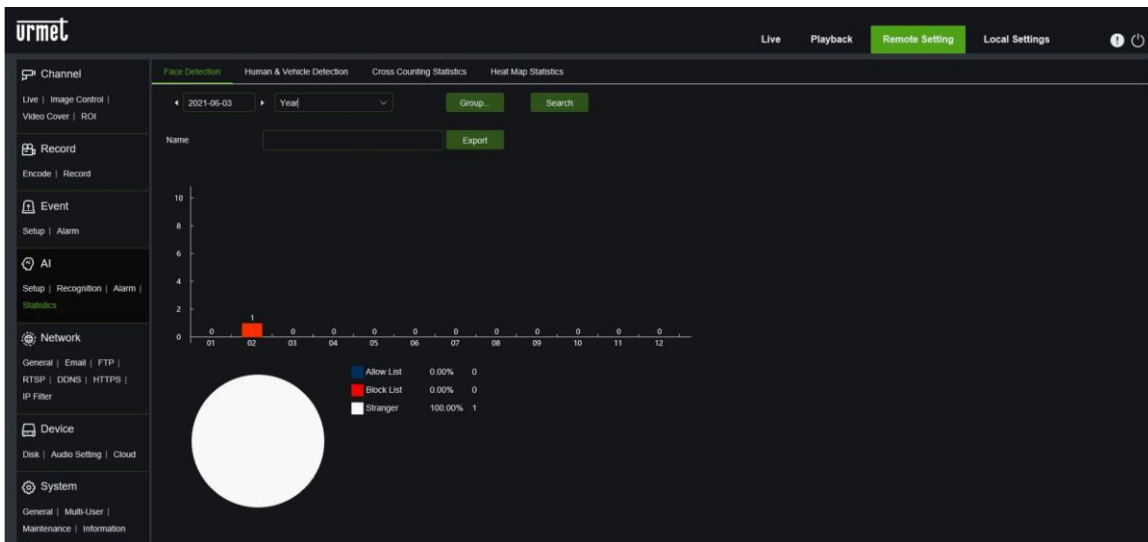 urmet
Live Playback Remote Setting Local Settings
Channel
Live | Image Control |
Video Cover | ROI
Record
Encode | Record
Event
Setup | Alarm
AI
Setup | Recognition | Alarm |
Statistics
Network
General | Email | FTP |
RTSP | DDNS | HTTPS |
IP Filter
Device
Disk | Audio Setting | Cloud
System
General | Multi-User |
Maintenance | Information
Face Detection Human & Vehicle Detection Cross Counting Statistics Heat Map Statistics
2021-06-03 Year Group... Search
Name Export
10
8
6
4
2
0
0 1 0 0 0 0 0 0 0 0 0 0
01 02 03 04 05 06 07 08 09 10 11 12
Allow List 0.00% 0
Block List 0.00% 0
Stranger 100.00% 1